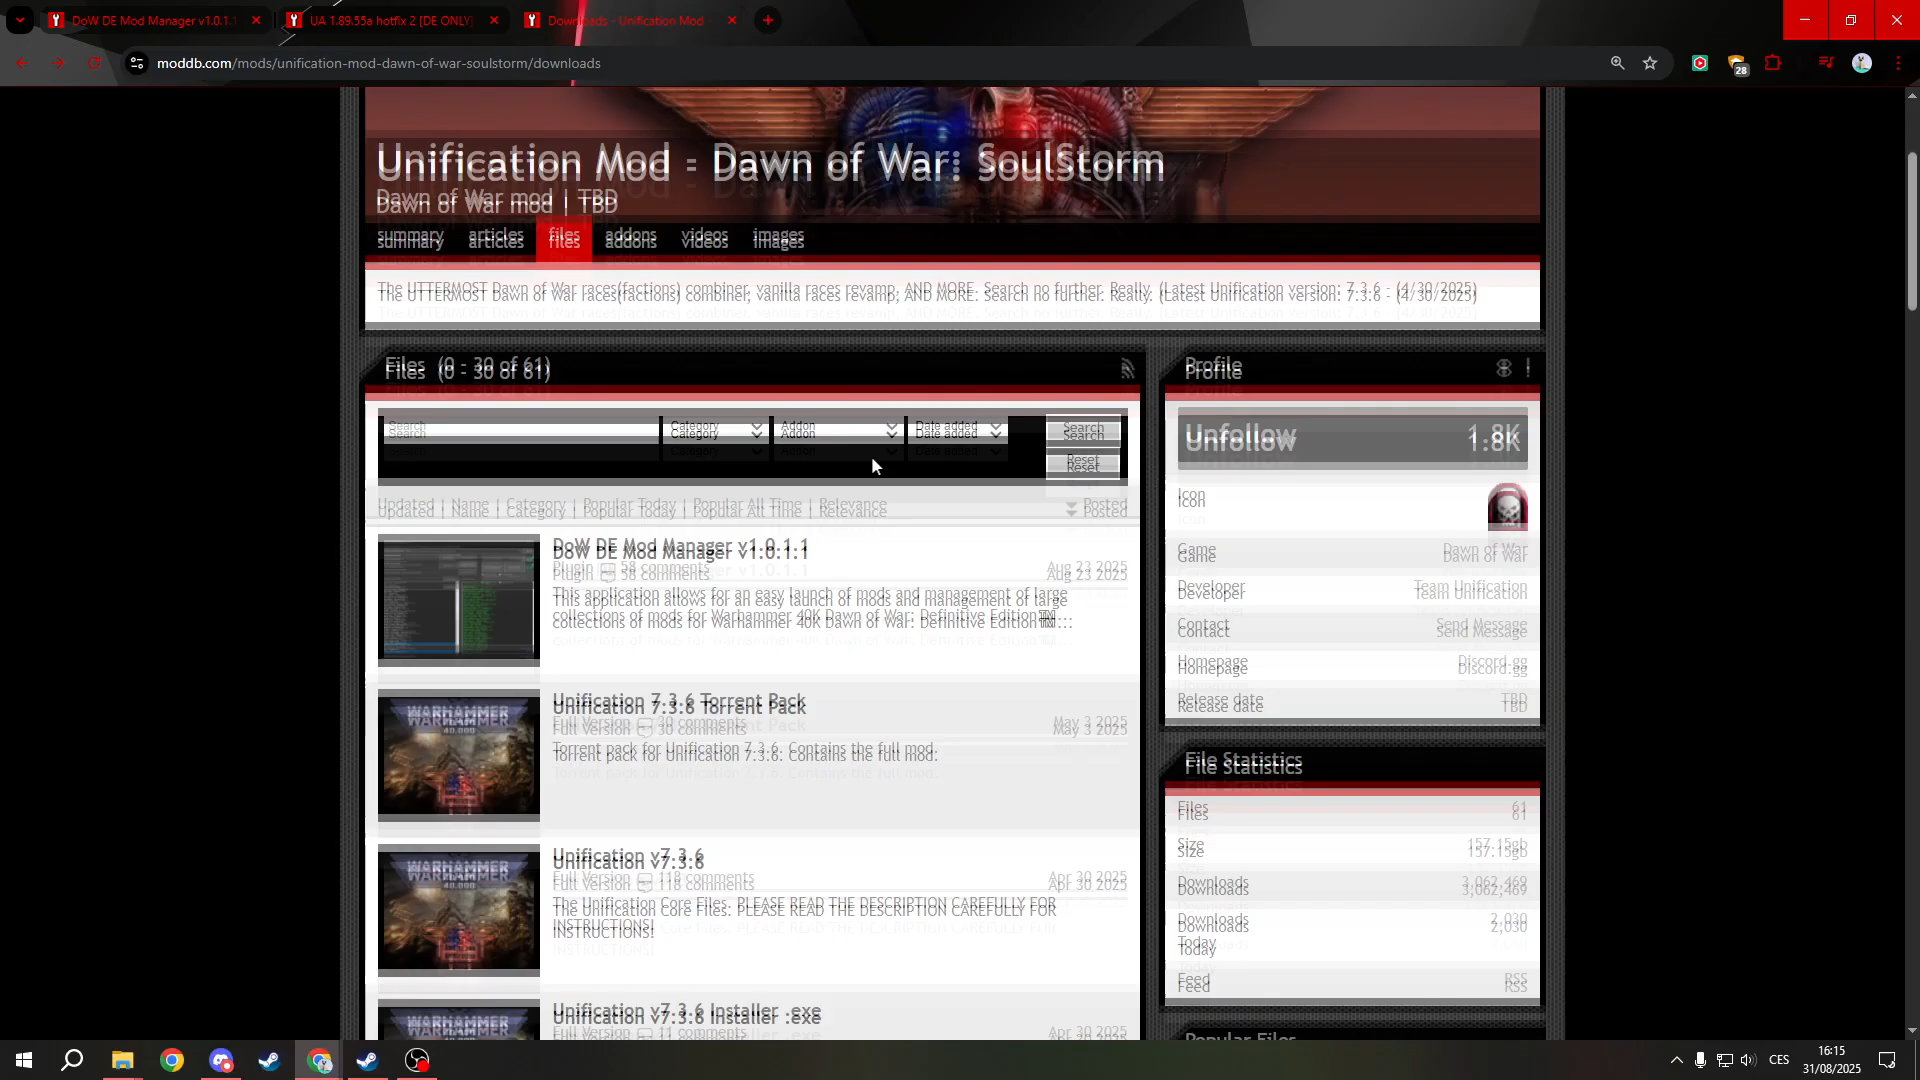 DoW DE Mod Manager v1.0.1.1
UA 1.89.55a hotfix 2 [DE ONLY]
Downloads - Unification Mod
moddb.com/mods/unification-mod-dawn-of-war-soulstorm/downloads
28
Unification Mod - Dawn of War: SoulStorm
Dawn of War mod | TBD
summary articles files addons videos images
The UTTERMOST Dawn of War races(factions) combiner, vanilla races revamp, AND MORE. Search no further. Really. (Latest Unification version: 7.3.6 - (4/30/2025)
Files (0 - 30 of 61)
Search Category Addon Date added Search
Reset
Updated | Name | Category | Popular Today | Popular All Time | Relevance Posted
DoW DE Mod Manager v1.0.1.1
Plugin 58 comments Aug 23 2025
This application allows for an easy launch of mods and management of large
collections of mods for Warhammer 40K Dawn of War: Definitive Edition™...
Unification 7.3.6 Torrent Pack
Full Version 30 comments May 3 2025
Torrent pack for Unification 7.3.6. Contains the full mod.
WARHAMMER
40,000
Unification v7.3.6
Full Version 118 comments Apr 30 2025
The Unification Core Files. PLEASE READ THE DESCRIPTION CAREFULLY FOR
INSTRUCTIONS!
WARHAMMER
40,000
Unification v7.3.6 Installer .exe
Full Version 11 comments Apr 30 2025
Profile
Unfollow 1.8K
Icon
Game Dawn of War
Developer Team Unification
Contact Send Message
Homepage Discord.gg
Release date TBD
File Statistics
Files 61
Size 157.15gb
Downloads 3,062,469
Downloads 2,030
Today
Feed RSS
Popular Files
CES
16:15
31/08/2025